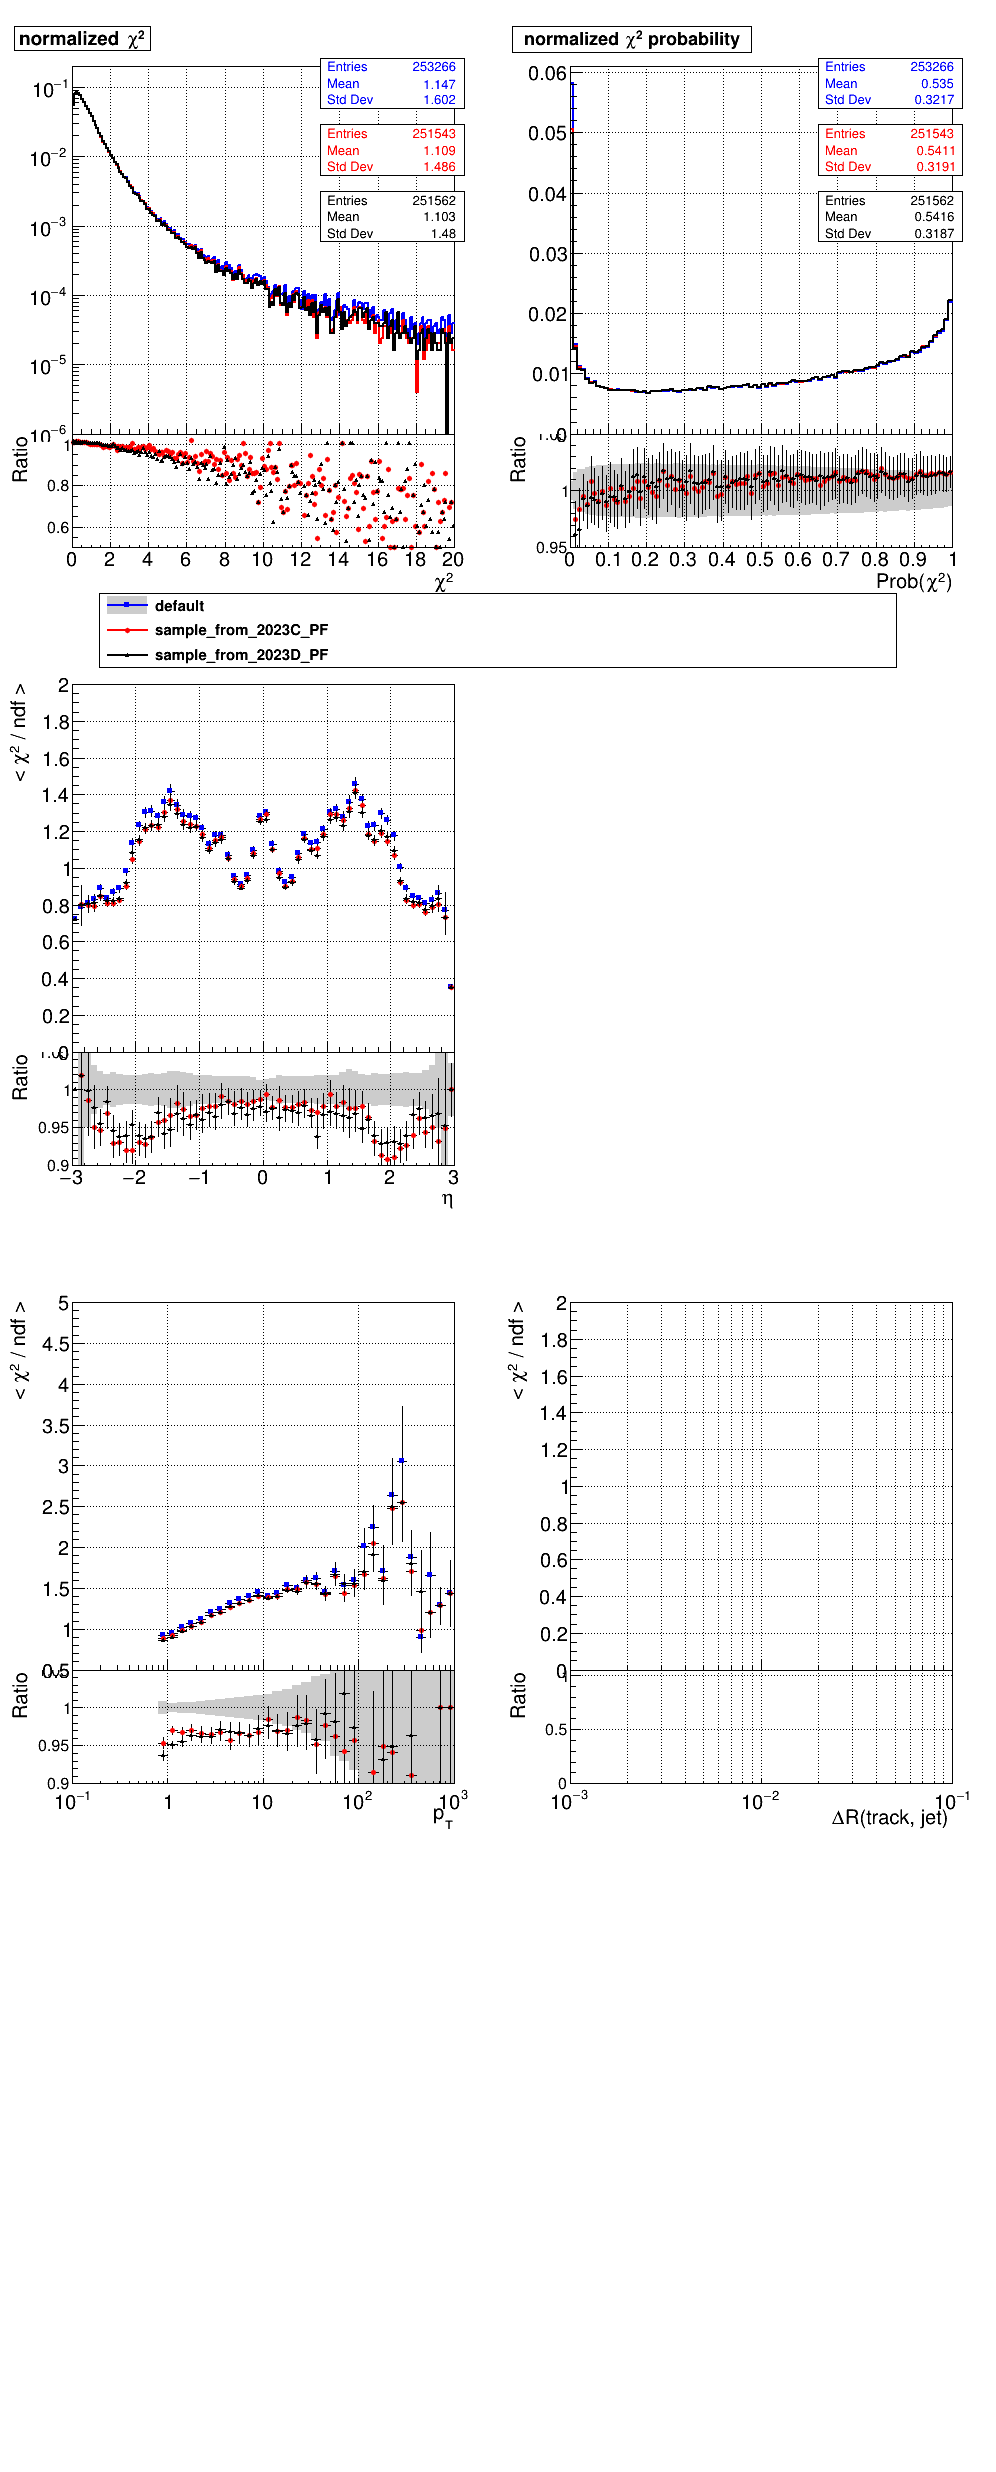 normalized χ²
Entries 253266
Mean 1.147
Std Dev 1.602
Entries 251543
Mean 1.109
Std Dev 1.486
Entries 251562
Mean 1.103
Std Dev 1.48
10⁻¹
10⁻²
10⁻³
10⁻⁴
10⁻⁵
10⁻⁶
Ratio
1
0.8
0.6
0 2 4 6 8 10 12 14 16 18 20
χ²
normalized χ² probability
Entries 253266
Mean 0.535
Std Dev 0.3217
Entries 251543
Mean 0.5411
Std Dev 0.3191
Entries 251562
Mean 0.5416
Std Dev 0.3187
0.06
0.05
0.04
0.03
0.02
0.01
0
Ratio
1
0.95
0 0.1 0.2 0.3 0.4 0.5 0.6 0.7 0.8 0.9 1
Prob(χ²)
default
sample_from_2023C_PF
sample_from_2023D_PF
< χ² / ndf >
2
1.8
1.6
1.4
1.2
1
0.8
0.6
0.4
0.2
0
Ratio
1
0.95
0.9
−3 −2 −1 0 1 2 3
η
< χ² / ndf >
5
4.5
4
3.5
3
2.5
2
1.5
1
0.5
Ratio
1
0.95
0.9
10⁻¹ 1 10 10² 10³
p_T
< χ² / ndf >
2
1.8
1.6
1.4
1.2
1
0.8
0.6
0.4
0.2
0
Ratio
1
0.5
0
10⁻³ 10⁻² 10⁻¹
ΔR(track, jet)